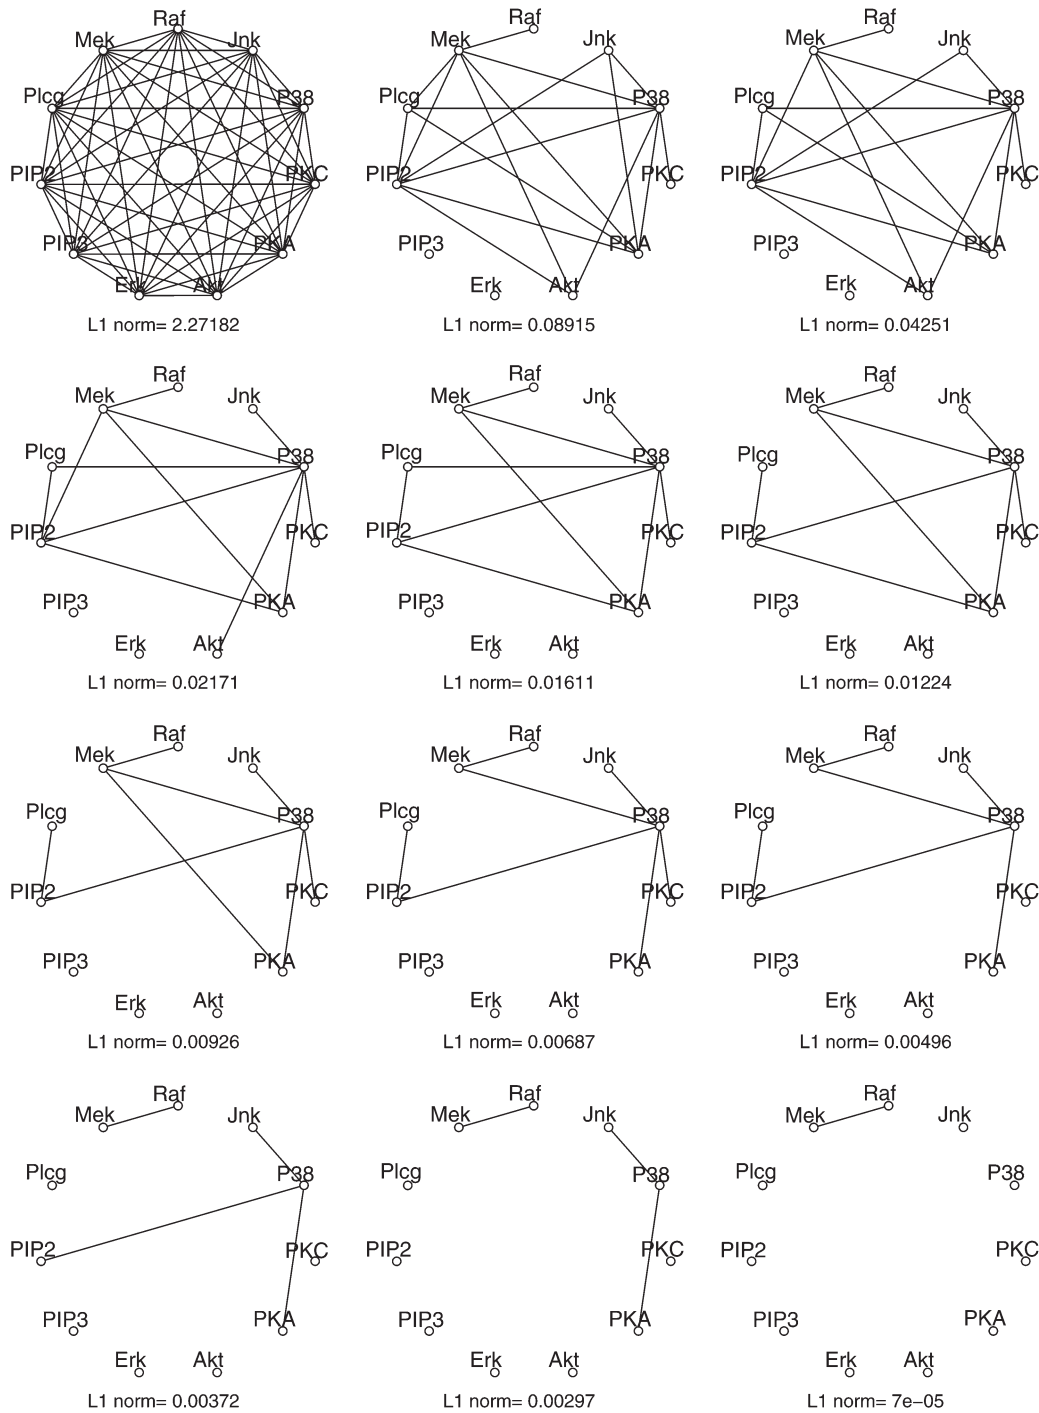 Raf
Mek Jnk
Plcg P38
PIP2 PKC
PIP3 PKA
Erk Akt
L1 norm= 2.27182
Raf
Mek Jnk
Plcg P38
PIP2 PKC
PIP3 PKA
Erk Akt
L1 norm= 0.08915
Raf
Mek Jnk
Plcg P38
PIP2 PKC
PIP3 PKA
Erk Akt
L1 norm= 0.04251
Raf
Mek Jnk
Plcg P38
PIP2 PKC
PIP3 PKA
Erk Akt
L1 norm= 0.02171
Raf
Mek Jnk
Plcg P38
PIP2 PKC
PIP3 PKA
Erk Akt
L1 norm= 0.01611
Raf
Mek Jnk
Plcg P38
PIP2 PKC
PIP3 PKA
Erk Akt
L1 norm= 0.01224
Raf
Mek Jnk
Plcg P38
PIP2 PKC
PIP3 PKA
Erk Akt
L1 norm= 0.00926
Raf
Mek Jnk
Plcg P38
PIP2 PKC
PIP3 PKA
Erk Akt
L1 norm= 0.00687
Raf
Mek Jnk
Plcg P38
PIP2 PKC
PIP3 PKA
Erk Akt
L1 norm= 0.00496
Raf
Mek Jnk
Plcg P38
PIP2 PKC
PIP3 PKA
Erk Akt
L1 norm= 0.00372
Raf
Mek Jnk
Plcg P38
PIP2 PKC
PIP3 PKA
Erk Akt
L1 norm= 0.00297
Raf
Mek Jnk
Plcg P38
PIP2 PKC
PIP3 PKA
Erk Akt
L1 norm= 7e−05